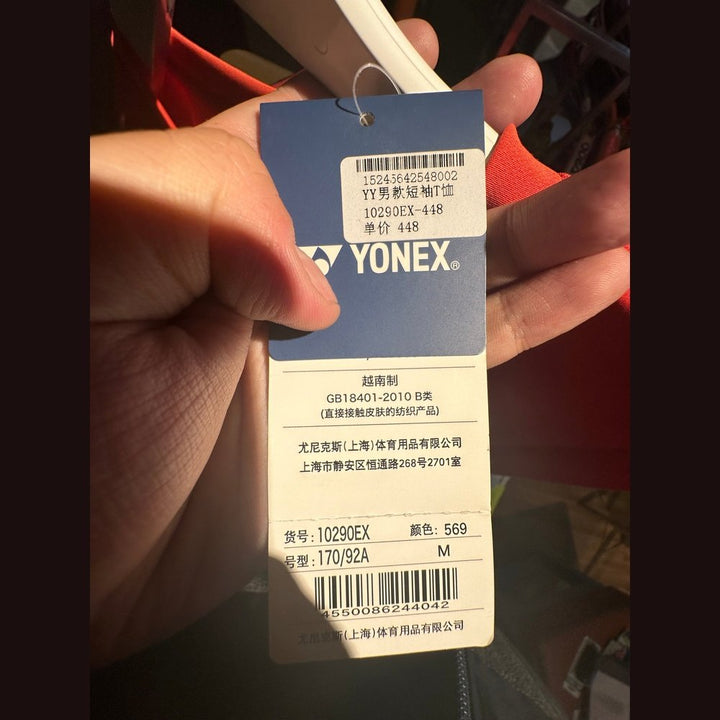 15245642548002
YY男款短袖T恤
10290EX-448
单价 448
YONEX®
越南制
GB18401-2010 B类
(直接接触皮肤的纺织产品)
尤尼克斯(上海)体育用品有限公司
上海市静安区恒通路268号2701室
货号: 10290EX 颜色: 569
号型: 170/92A M
4550086244042
尤尼克斯(上海)体育用品有限公司